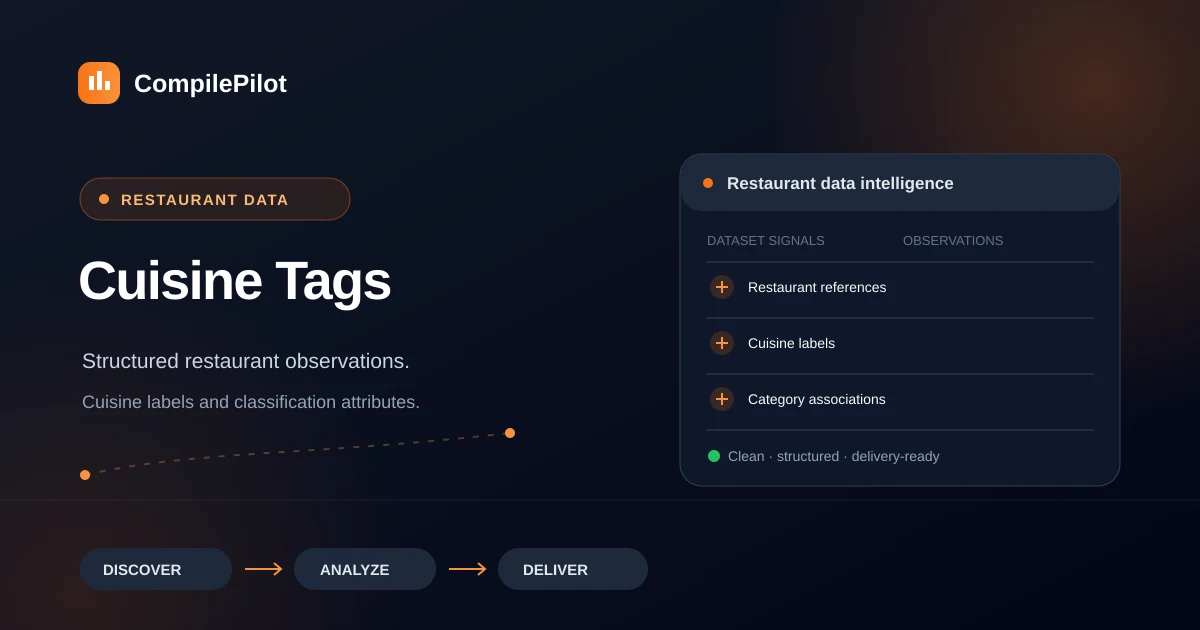 CompilePilot
RESTAURANT DATA
Cuisine Tags
Structured restaurant observations.
Cuisine labels and classification attributes.
Restaurant data intelligence
DATASET SIGNALS OBSERVATIONS
Restaurant references
Cuisine labels
Category associations
Clean · structured · delivery-ready
DISCOVER ANALYZE DELIVER